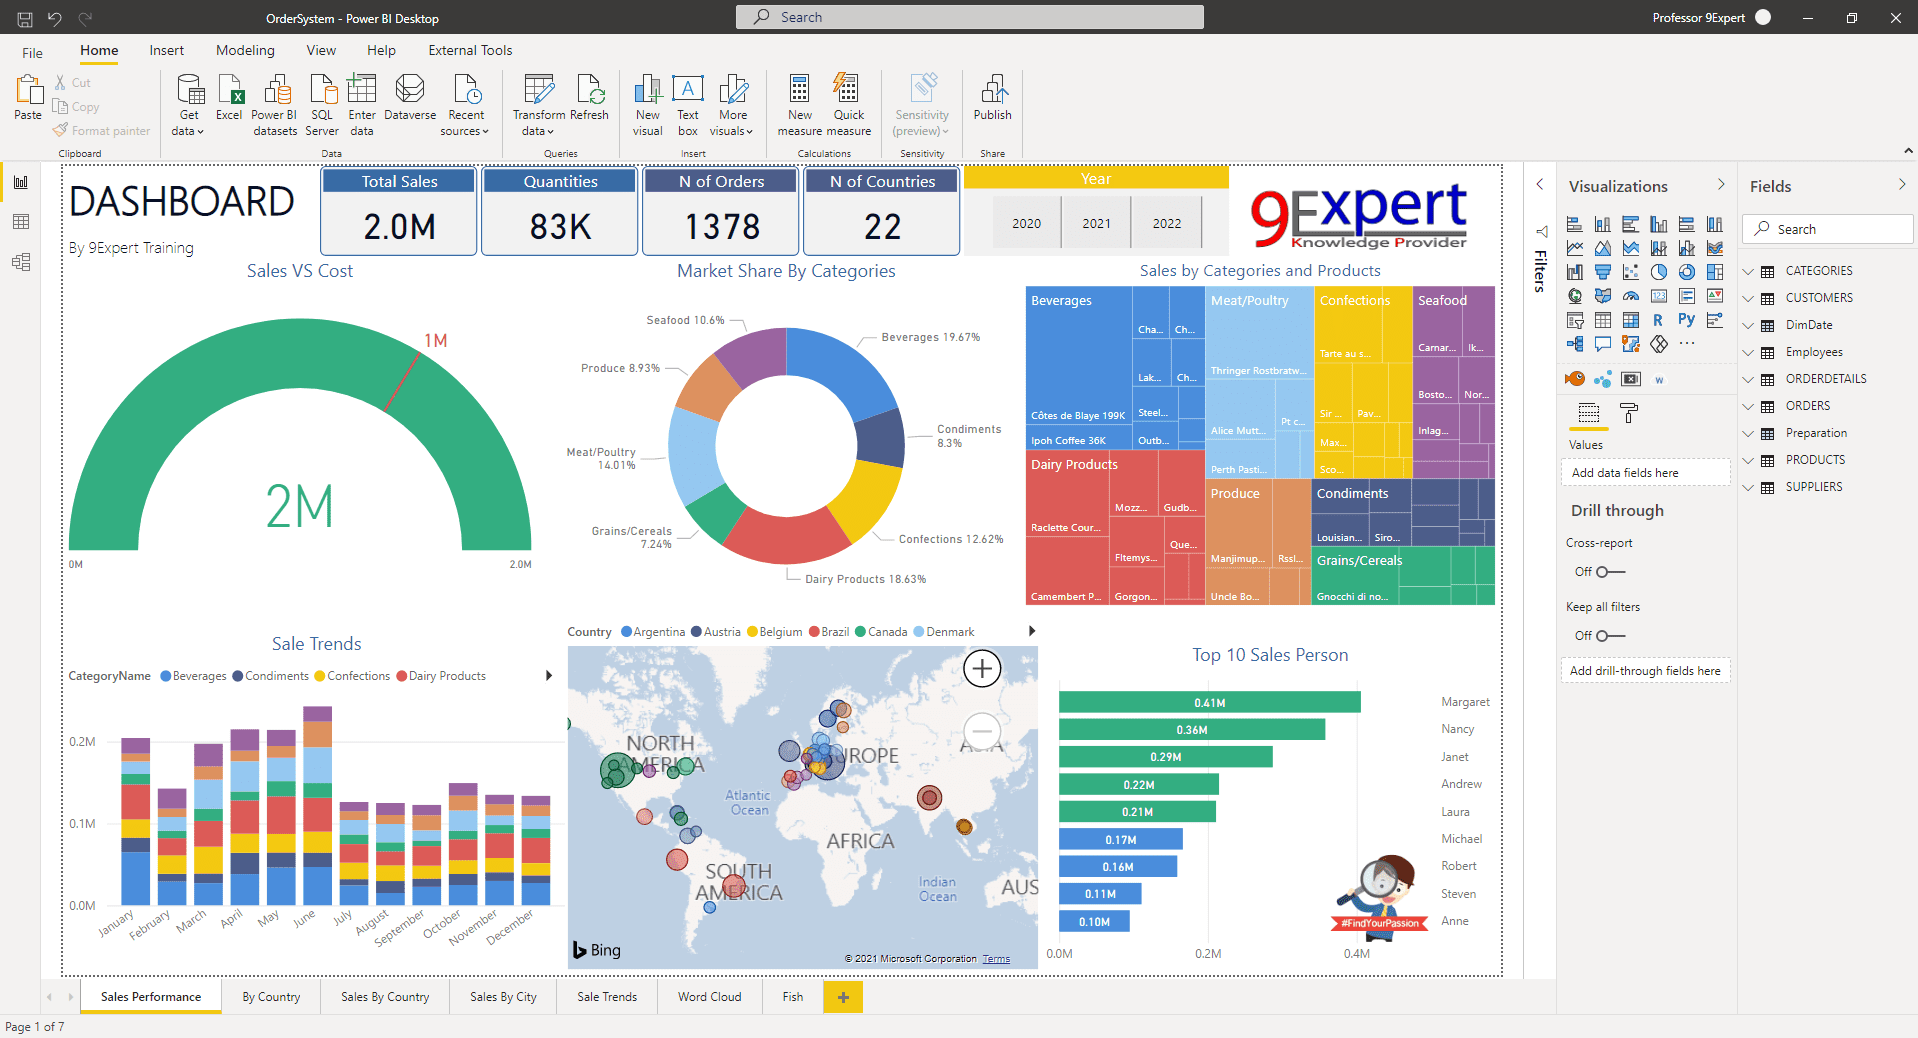 OrderSystem - Power BI Desktop
Search
Professor 9Expert
File
Home
Insert
Modeling
View
Help
External Tools
Paste
Cut
Copy
Format painter
Clipboard
Get data
Excel
Power BI datasets
SQL Server
Enter data
Dataverse
Recent sources
Data
Transform data
Refresh
Queries
New visual
Text box
More visuals
Insert
New measure
Quick measure
Calculations
Sensitivity (preview)
Sensitivity
Publish
Share
DASHBOARD
By 9Expert Training
Total Sales
2.0M
Quantities
83K
N of Orders
1378
N of Countries
22
Year
2020
2021
2022
9Expert
Knowledge Provider
Sales VS Cost
1M
2M
0M
2.0M
Market Share By Categories
Seafood 10.6%
Beverages 19.67%
Produce 8.93%
Condiments
8.3%
Meat/Poultry
14.01%
Grains/Cereals
7.24%
Confections 12.62%
Dairy Products 18.63%
Sales by Categories and Products
Beverages
Cha...
Ch...
Lak...
Ch...
Côtes de Blaye 199K
Steel...
Ipoh Coffee 36K
Outb...
Meat/Poultry
Thringer Rostbratw...
Alice Mutt...
Pt c...
Perth Pasti...
Confections
Tarte au s...
Sir ...
Pav...
Max...
Sco...
Seafood
Carnar...
Ik...
Bosto...
Nor...
Inlag...
Dairy Products
Mozz...
Gudb...
Raclette Cour...
Fltemys...
Que...
Camembert P...
Gorgon...
Produce
Manjimup...
Rssl...
Uncle Bo...
Condiments
Louisian...
Siro...
Grains/Cereals
Gnocchi di no...
Sale Trends
CategoryName
Beverages
Condiments
Confections
Dairy Products
0.2M
0.1M
0.0M
January
February
March
April
May
June
July
August
September
October
November
December
Country
Argentina
Austria
Belgium
Brazil
Canada
Denmark
NORTH AMERICA
EUROPE
ASIA
Atlantic Ocean
AFRICA
SOUTH AMERICA
Indian Ocean
AUS
Bing
© 2021 Microsoft Corporation Terms
Top 10 Sales Person
0.41M
Margaret
0.36M
Nancy
0.29M
Janet
0.22M
Andrew
0.21M
Laura
0.17M
Michael
0.16M
Robert
0.11M
Steven
0.10M
Anne
0.0M
0.2M
0.4M
#FindYourPassion
Filters
Visualizations
123
R
Py
...
W
Values
Add data fields here
Drill through
Cross-report
Off
Keep all filters
Off
Add drill-through fields here
Fields
Search
CATEGORIES
CUSTOMERS
DimDate
Employees
ORDERDETAILS
ORDERS
Preparation
PRODUCTS
SUPPLIERS
Sales Performance
By Country
Sales By Country
Sales By City
Sale Trends
Word Cloud
Fish
Page 1 of 7